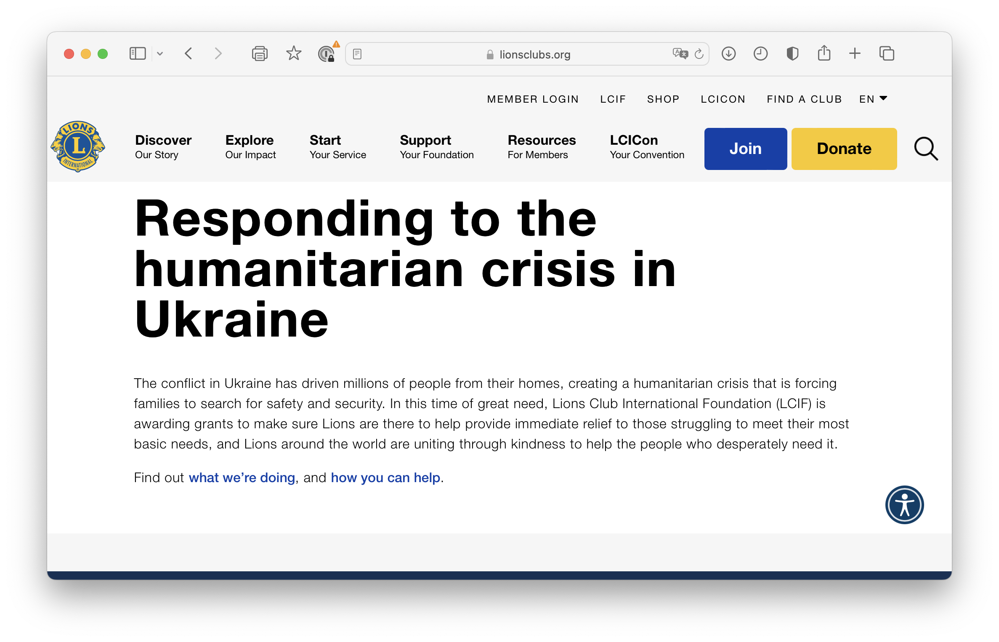 lionsclubs.org
MEMBER LOGIN LCIF SHOP LCICON FIND A CLUB EN
LIONS
L
INTERNATIONAL
®
Discover Explore Start Support Resources LCICon
Our Story Our Impact Your Service Your Foundation For Members Your Convention
Join Donate
Responding to the
humanitarian crisis in
Ukraine
The conflict in Ukraine has driven millions of people from their homes, creating a humanitarian crisis that is forcing
families to search for safety and security. In this time of great need, Lions Club International Foundation (LCIF) is
awarding grants to make sure Lions are there to help provide immediate relief to those struggling to meet their most
basic needs, and Lions around the world are uniting through kindness to help the people who desperately need it.
Find out what we’re doing, and how you can help.